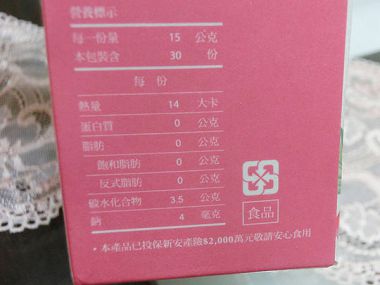 營養標示
每一份量 15 公克
本包裝含 30 份
每 份
熱量 14 大卡
蛋白質 0 公克
脂肪 0 公克
飽和脂肪 0 公克
反式脂肪 0 公克
碳水化合物 3.5 公克
鈉 4 毫克
食品
*本產品已投保新安產險$2,000萬元敬請安心食用